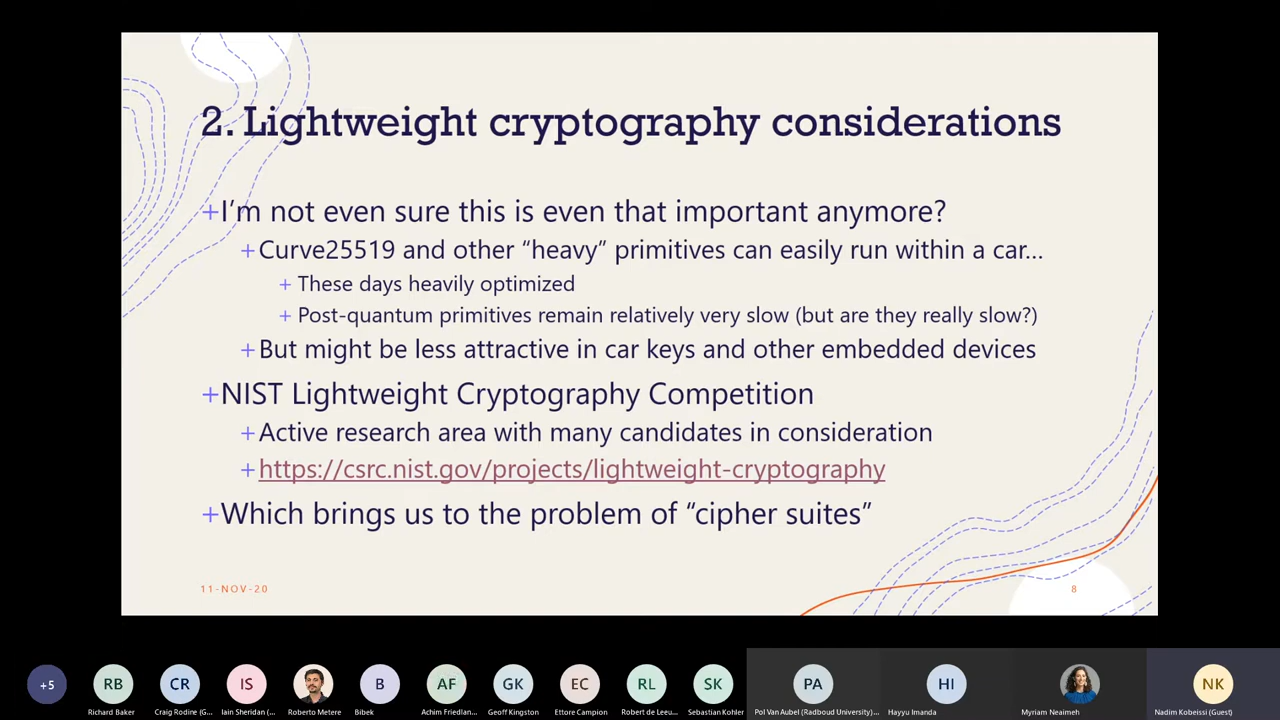 2. Lightweight cryptography considerations
+I'm not even sure this is even that important anymore?
+Curve25519 and other “heavy” primitives can easily run within a car...
+ These days heavily optimized
+ Post-quantum primitives remain relatively very slow (but are they really slow?)
+But might be less attractive in car keys and other embedded devices
+NIST Lightweight Cryptography Competition
+Active research area with many candidates in consideration
+https://csrc.nist.gov/projects/lightweight-cryptography
+Which brings us to the problem of “cipher suites”
11-NOV-20 8
+5 RB CR IS B AF GK EC RL SK PA HI NK
Richard Baker Craig Rodine (G... Iain Sheridan (... Roberto Metere Bibek Achim Friedlan... Geoff Kingston Ettore Campion Robert de Leeu... Sebastian Kohler Pol Van Aubel (Radboud University)... Hayyu Imanda Myriam Neaimeh Nadim Kobeissi (Guest)